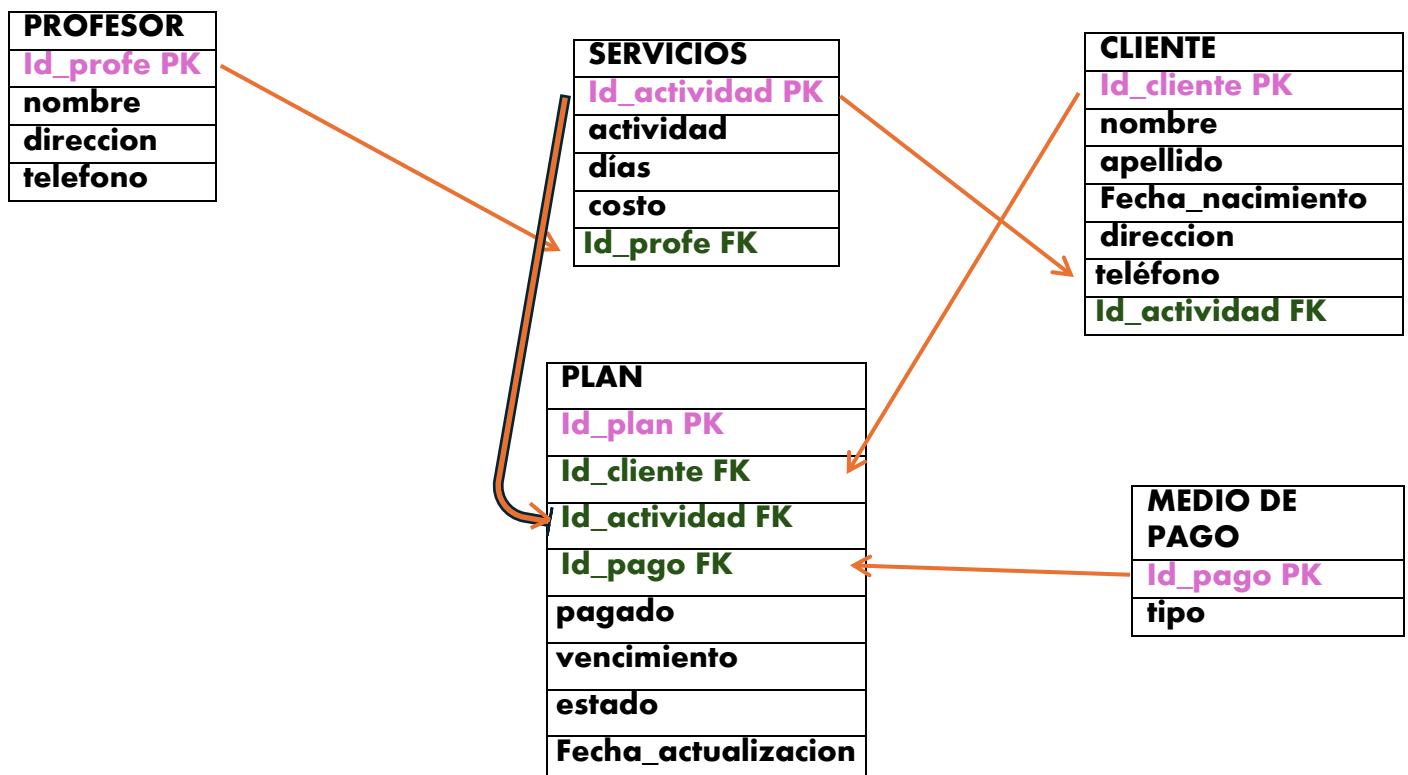 PROFESOR
Id_profe PK
nombre
direccion
telefono
SERVICIOS
Id_actividad PK
actividad
días
costo
Id_profe FK
CLIENTE
Id_cliente PK
nombre
apellido
Fecha_nacimiento
direccion
teléfono
Id_actividad FK
PLAN
Id_plan PK
Id_cliente FK
Id_actividad FK
Id_pago FK
pagado
vencimiento
estado
Fecha_actualizacion
MEDIO DE
PAGO
Id_pago PK
tipo